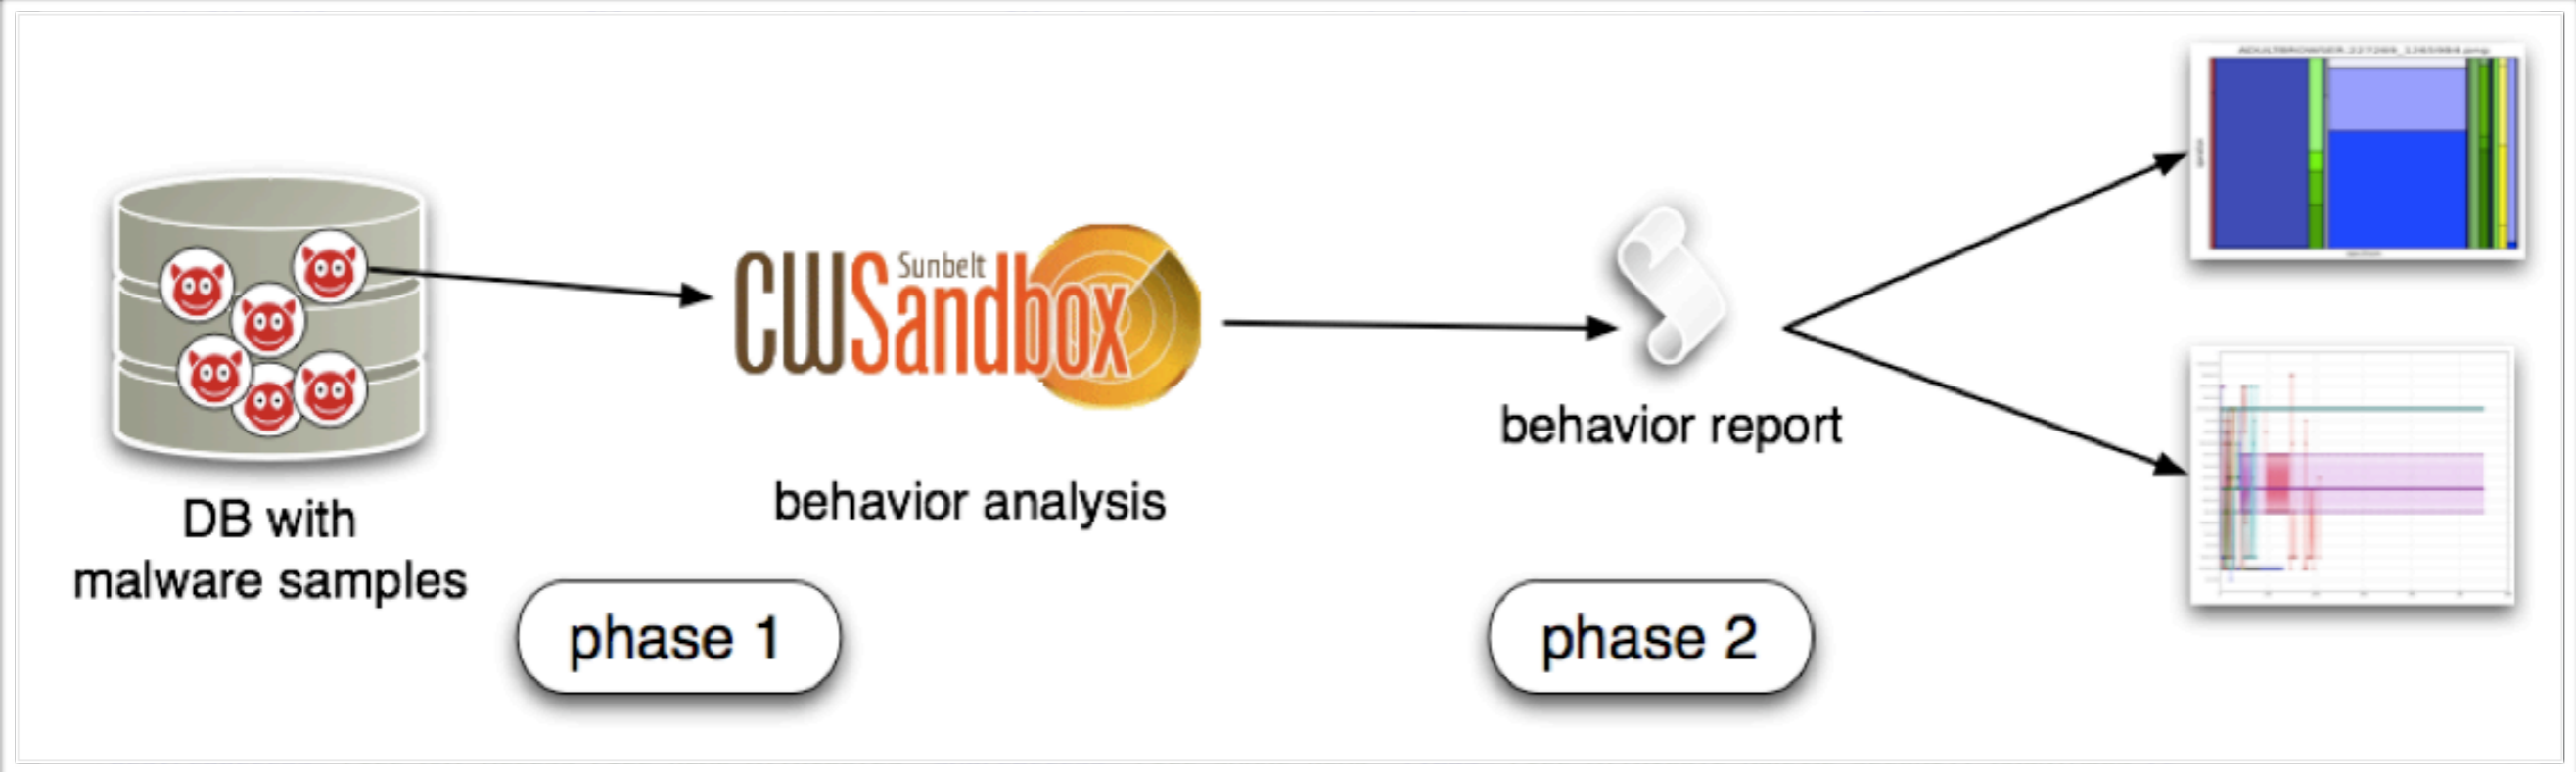 DB with
malware samples
Sunbelt
CWSandbox
behavior analysis
phase 1
behavior report
phase 2